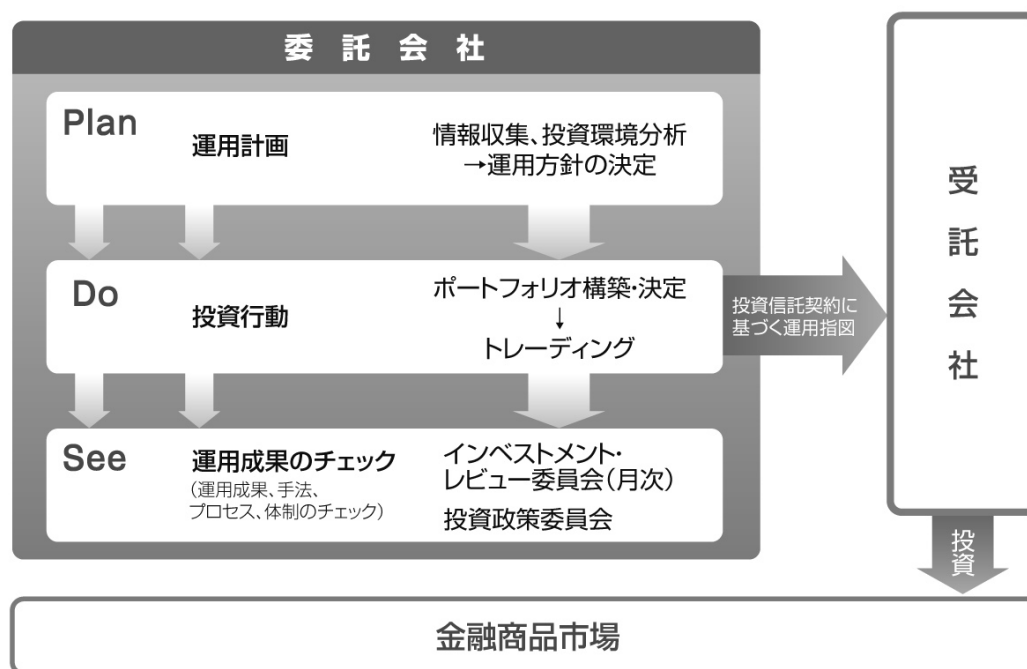 委託会社
Plan
運用計画
情報収集、投資環境分析
→運用方針の決定
Do
投資行動
ポートフォリオ構築・決定
↓
トレーディング
投資信託契約に
基づく運用指図
See
運用成果のチェック
(運用成果、手法、
プロセス、体制のチェック)
インベストメント・
レビュー委員会(月次)
投資政策委員会
受託会社
投資
金融商品市場